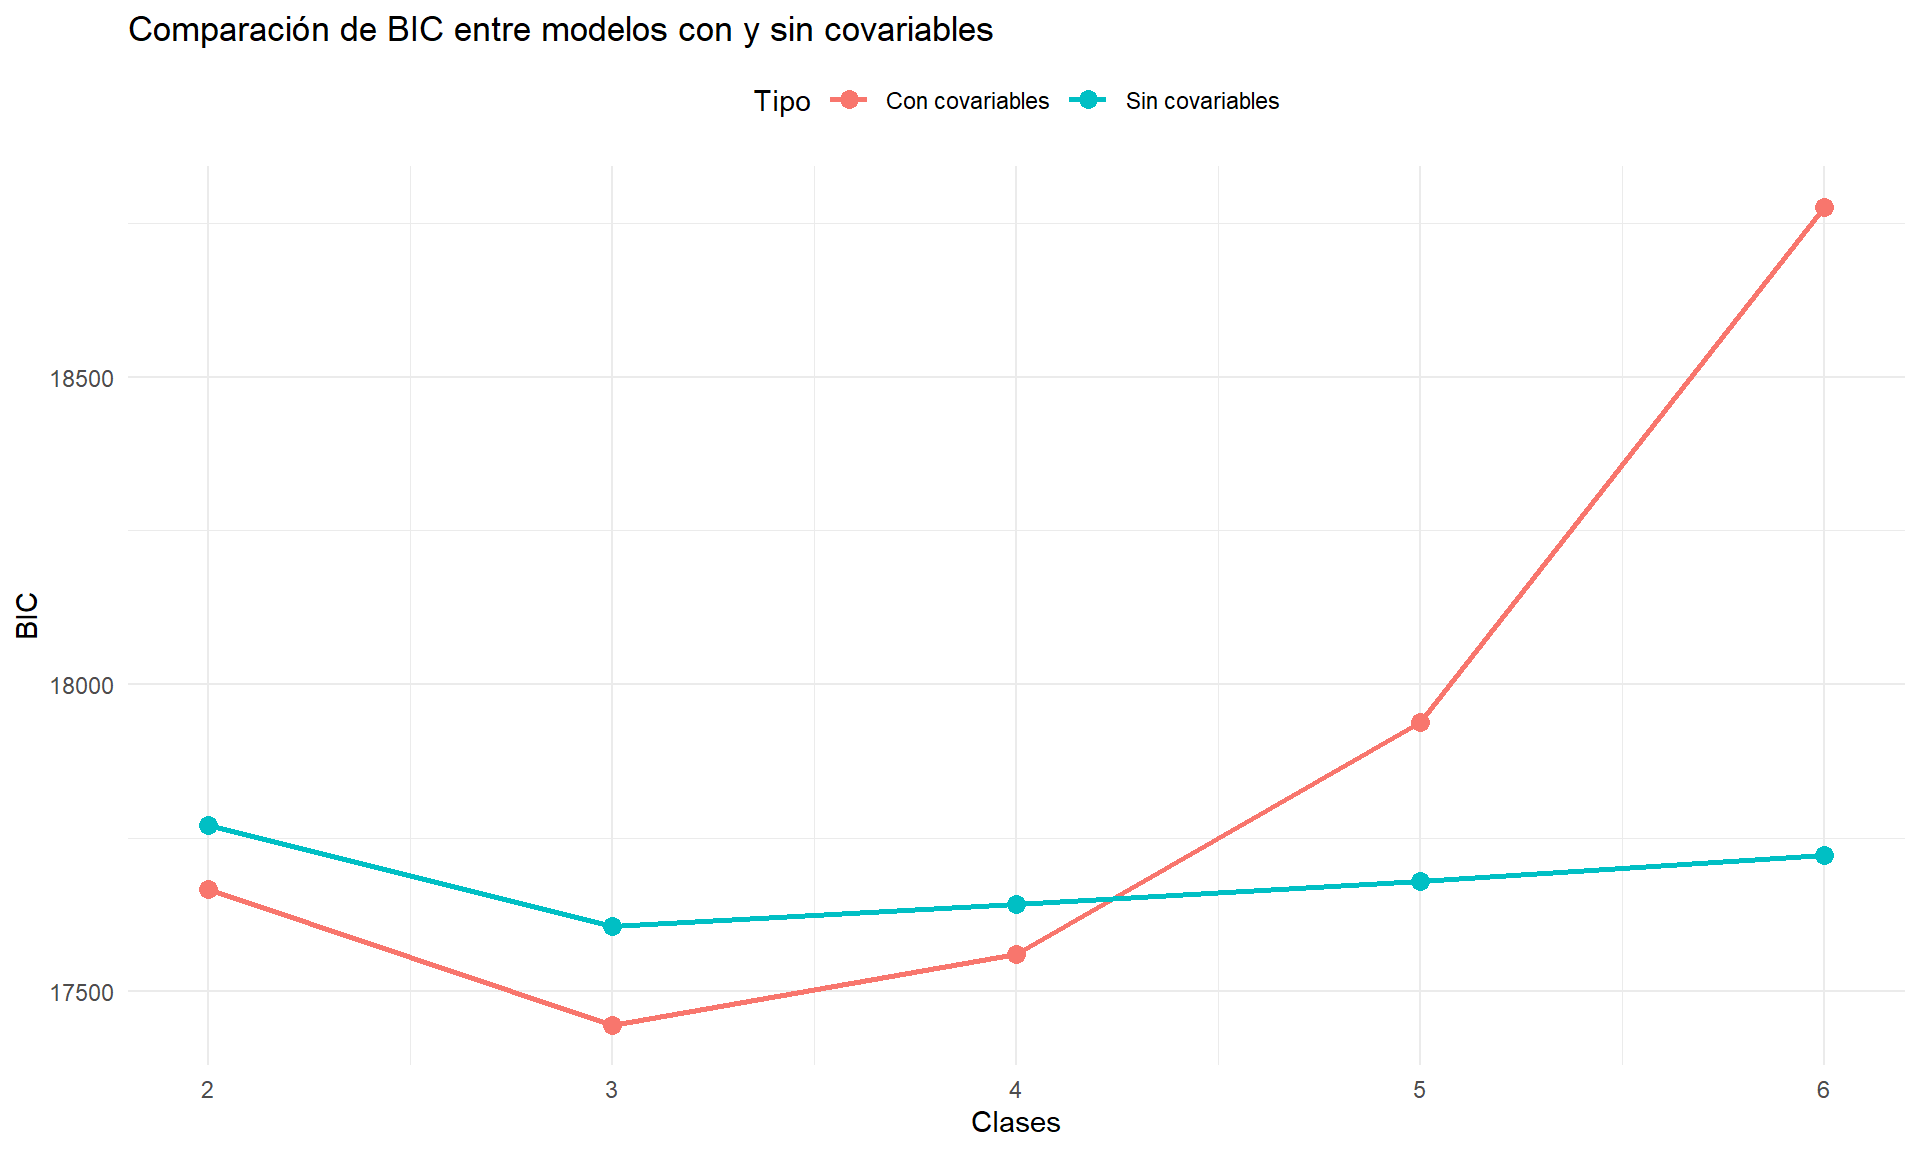 Comparación de BIC entre modelos con y sin covariables
Tipo Con covariables Sin covariables
BIC
18500
18000
17500
2 3 4 5 6
Clases